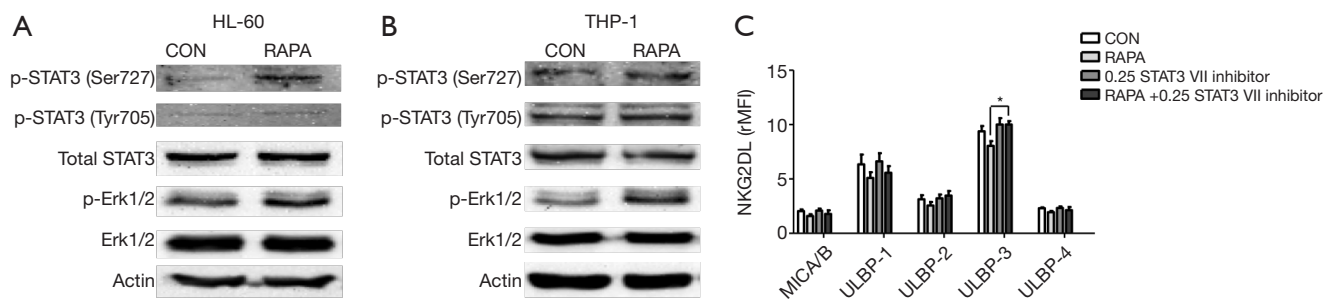 A
HL-60
CON RAPA
p-STAT3 (Ser727)
p-STAT3 (Tyr705)
Total STAT3
p-Erk1/2
Erk1/2
Actin
B
THP-1
CON RAPA
p-STAT3 (Ser727)
p-STAT3 (Tyr705)
Total STAT3
p-Erk1/2
Erk1/2
Actin
C
CON
RAPA
0.25 STAT3 VII inhibitor
RAPA +0.25 STAT3 VII inhibitor
NKG2DL (rMFI)
15
10
5
0
*
MICA/B
ULBP-1
ULBP-2
ULBP-3
ULBP-4